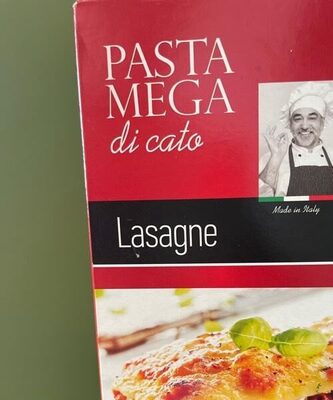 PASTA
MEGA
di cato
Made in Italy
Lasagne